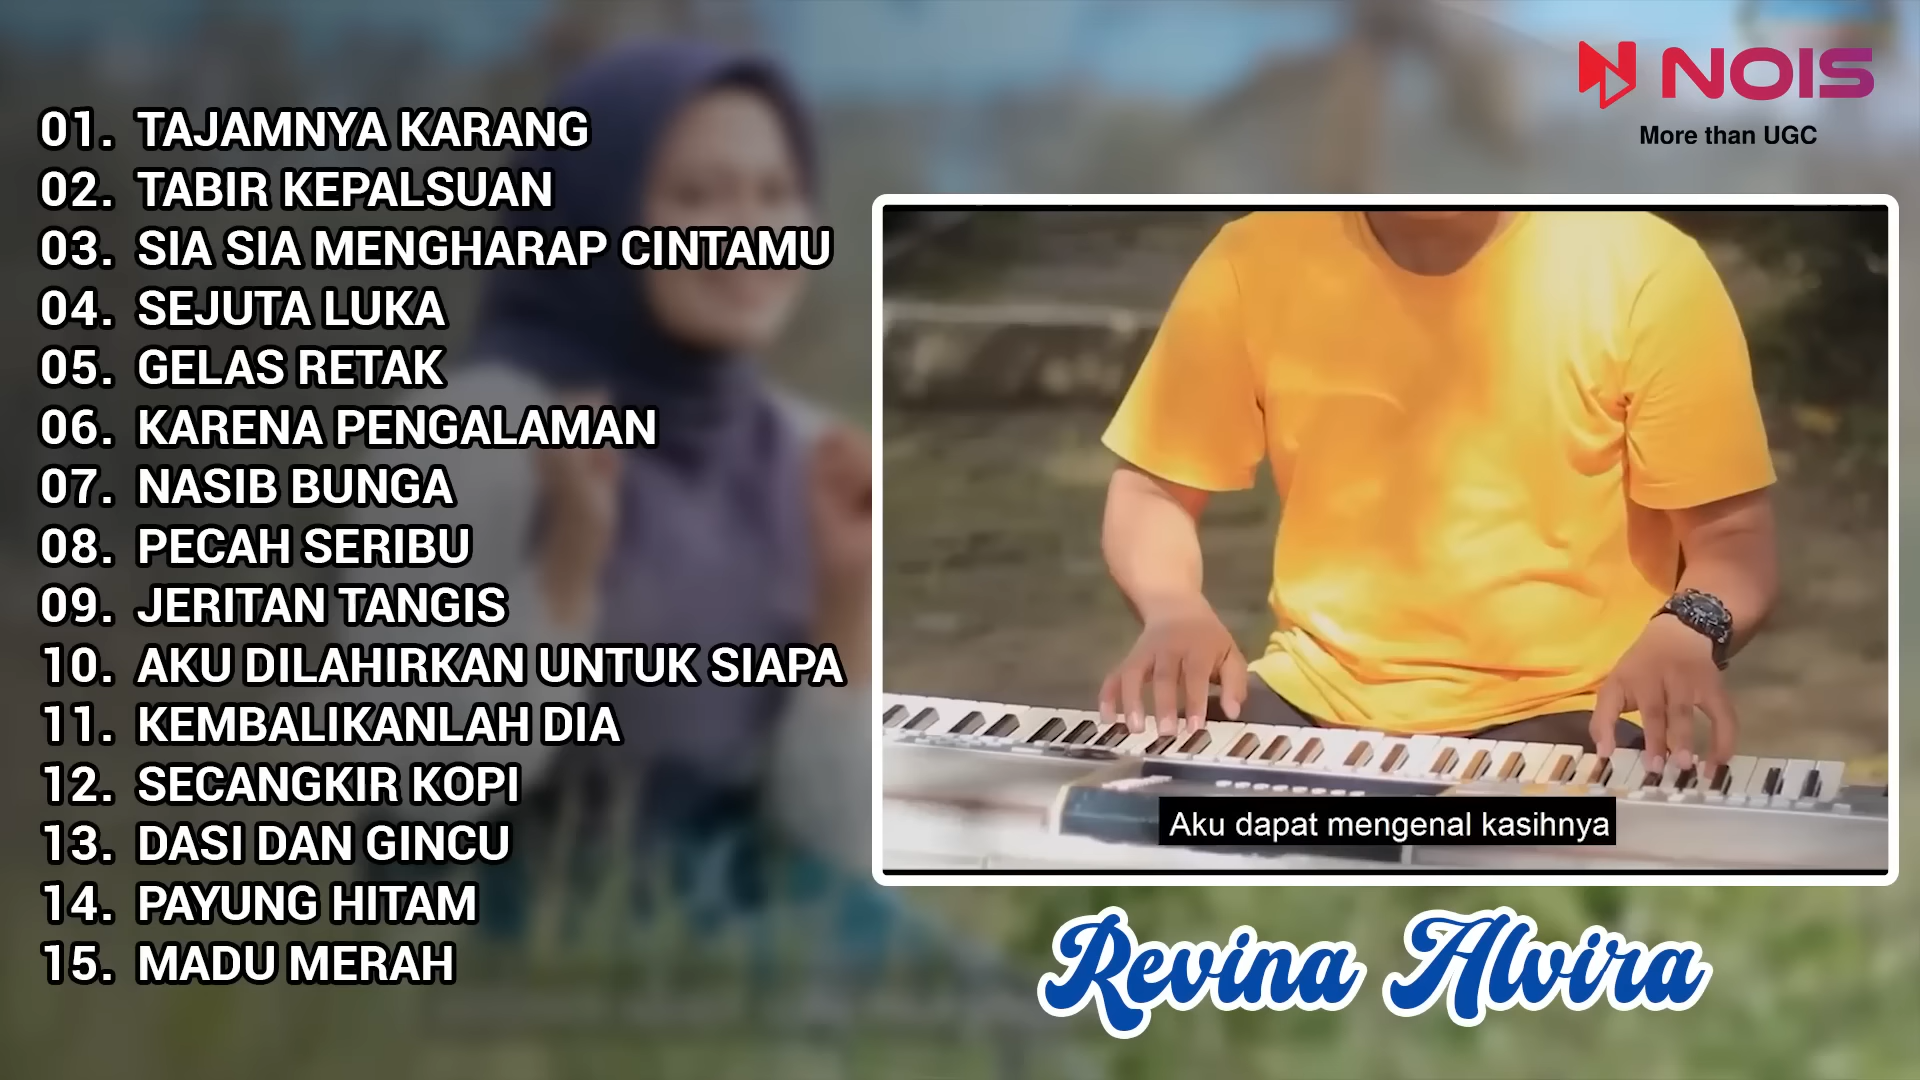 01. TAJAMNYA KARANG
02. TABIR KEPALSUAN
03. SIA SIA MENGHARAP CINTAMU
04. SEJUTA LUKA
05. GELAS RETAK
06. KARENA PENGALAMAN
07. NASIB BUNGA
08. PECAH SERIBU
09. JERITAN TANGIS
10. AKU DILAHIRKAN UNTUK SIAPA
11. KEMBALIKANLAH DIA
12. SECANGKIR KOPI
13. DASI DAN GINCU
14. PAYUNG HITAM
15. MADU MERAH
NOIS
More than UGC
Aku dapat mengenal kasihnya
Revina Alvira